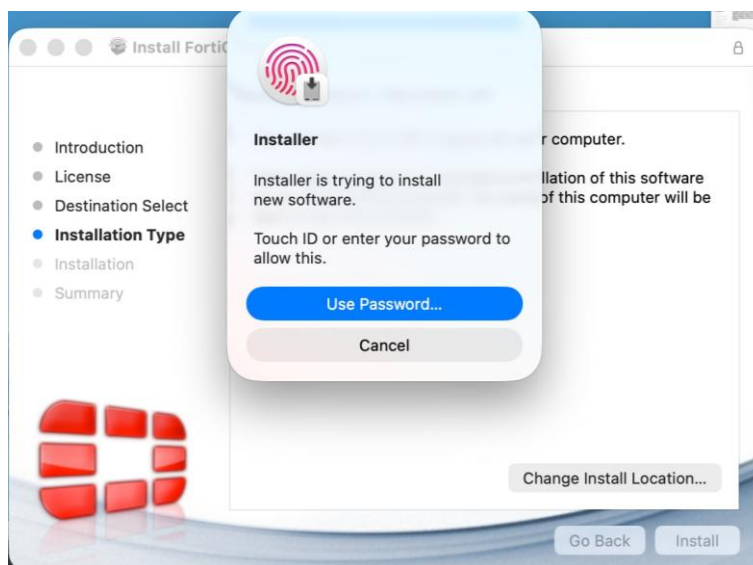 Install Forti
Introduction
License
Destination Select
Installation Type
Installation
Summary
Installer
Installer is trying to install
new software.
Touch ID or enter your password to
allow this.
Use Password...
Cancel
computer.
of this software
of this computer will be
Change Install Location...
Go Back
Install